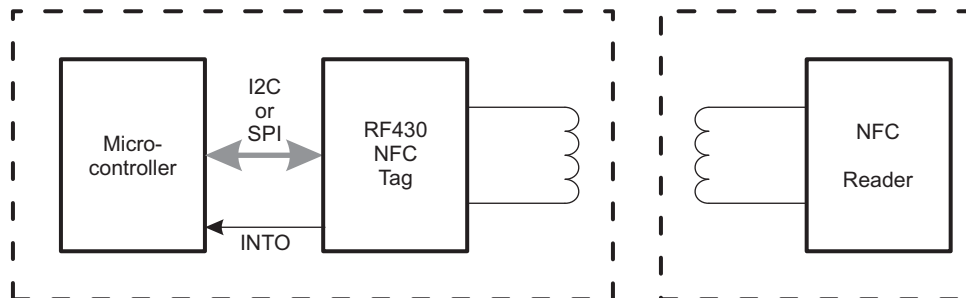 Micro-
controller
I2C
or
SPI
INTO
RF430
NFC
Tag
NFC
Reader